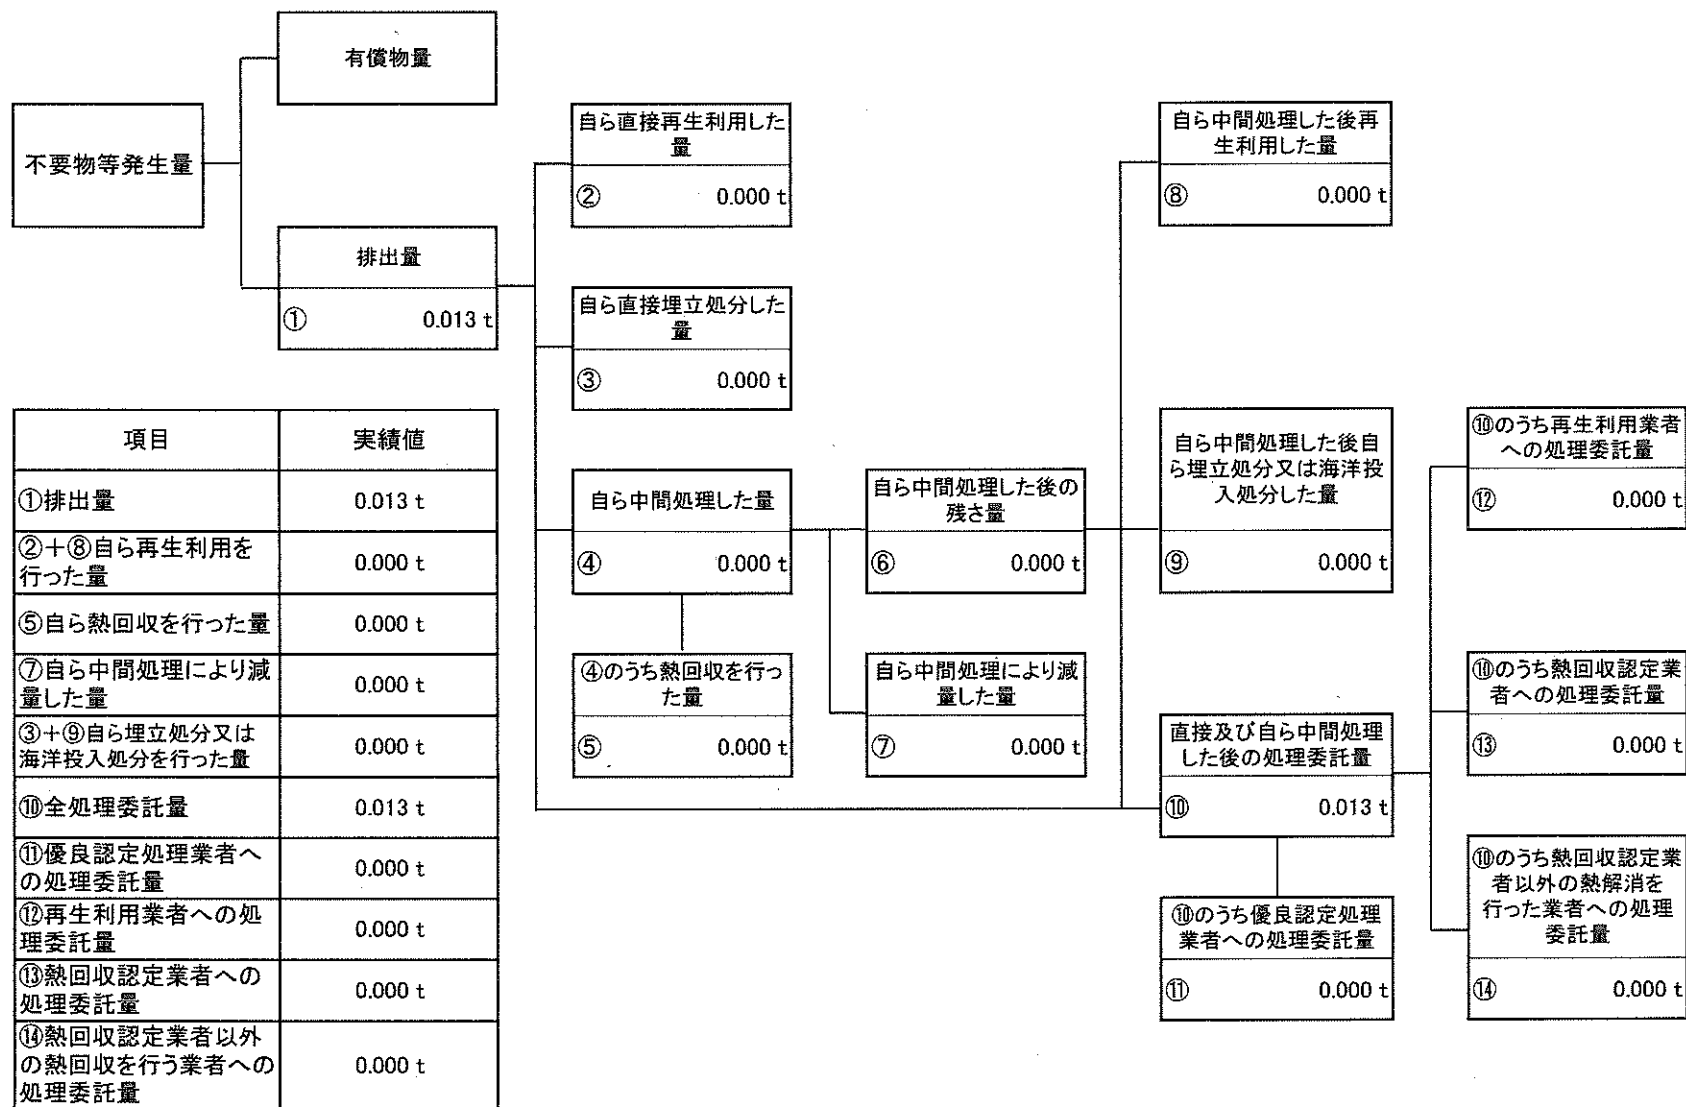 有償物量
不要物等発生量
排出量
① 0.013 t
自ら直接再生利用した
量
② 0.000 t
自ら直接埋立処分した
量
③ 0.000 t
自ら中間処理した量
④ 0.000 t
④のうち熱回収を行っ
た量
⑤ 0.000 t
自ら中間処理した後の
残さ量
⑥ 0.000 t
自ら中間処理により減
量した量
⑦ 0.000 t
自ら中間処理した後再
生利用した量
⑧ 0.000 t
自ら中間処理した後自
ら埋立処分又は海洋投
入処分した量
⑨ 0.000 t
直接及び自ら中間処理
した後の処理委託量
⑩ 0.013 t
⑩のうち優良認定処理
業者への処理委託量
⑪ 0.000 t
⑩のうち再生利用業者
への処理委託量
⑫ 0.000 t
⑩のうち熱回収認定業
者への処理委託量
⑬ 0.000 t
⑩のうち熱回収認定業
者以外の熱解消を
行った業者への処理
委託量
⑭ 0.000 t
項目 実績値
①排出量 0.013 t
②＋⑧自ら再生利用を
行った量 0.000 t
⑤自ら熱回収を行った量 0.000 t
⑦自ら中間処理により減
量した量 0.000 t
③＋⑨自ら埋立処分又は
海洋投入処分を行った量 0.000 t
⑩全処理委託量 0.013 t
⑪優良認定処理業者へ
の処理委託量 0.000 t
⑫再生利用業者への処
理委託量 0.000 t
⑬熱回収認定業者への
処理委託量 0.000 t
⑭熱回収認定業者以外
の熱回収を行う業者への
処理委託量 0.000 t